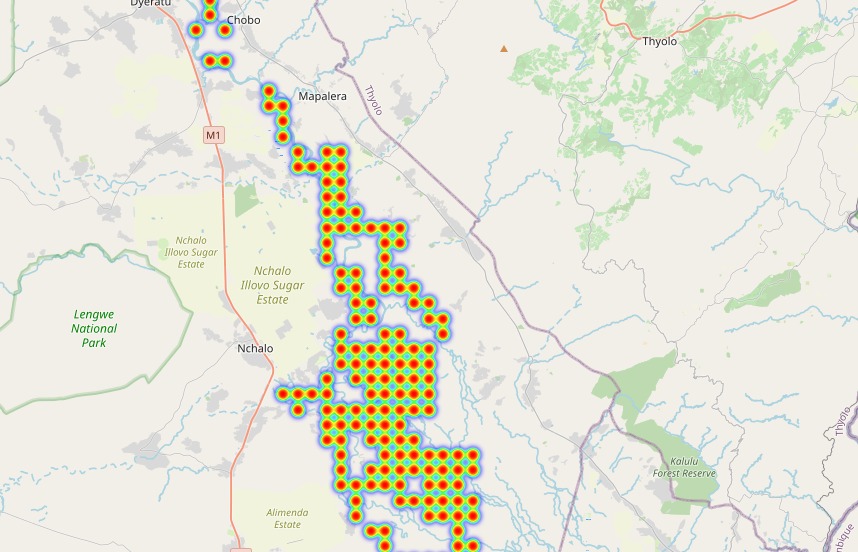 Dyeratu
Chobo
Thyolo
Mapalera
Thyolo
M1
Nchalo
Illovo Sugar
Estate
Nchalo
Illovo Sugar
Estate
Lengwe
National
Park
Nchalo
Thyolo
Kalulu
Forest Reserve
Alimenda
Estate
mbique